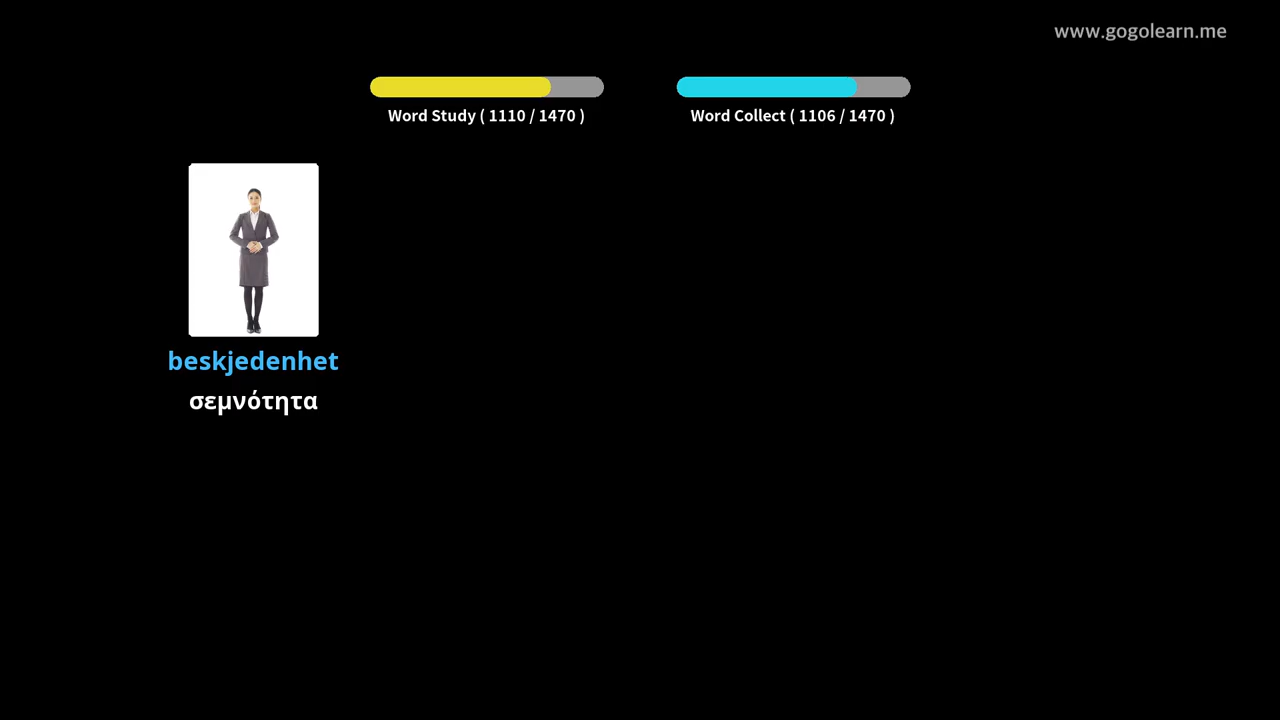 www.gogolearn.me
Word Study ( 1110 / 1470 )
Word Collect ( 1106 / 1470 )
beskjedenhet
σεμνότητα